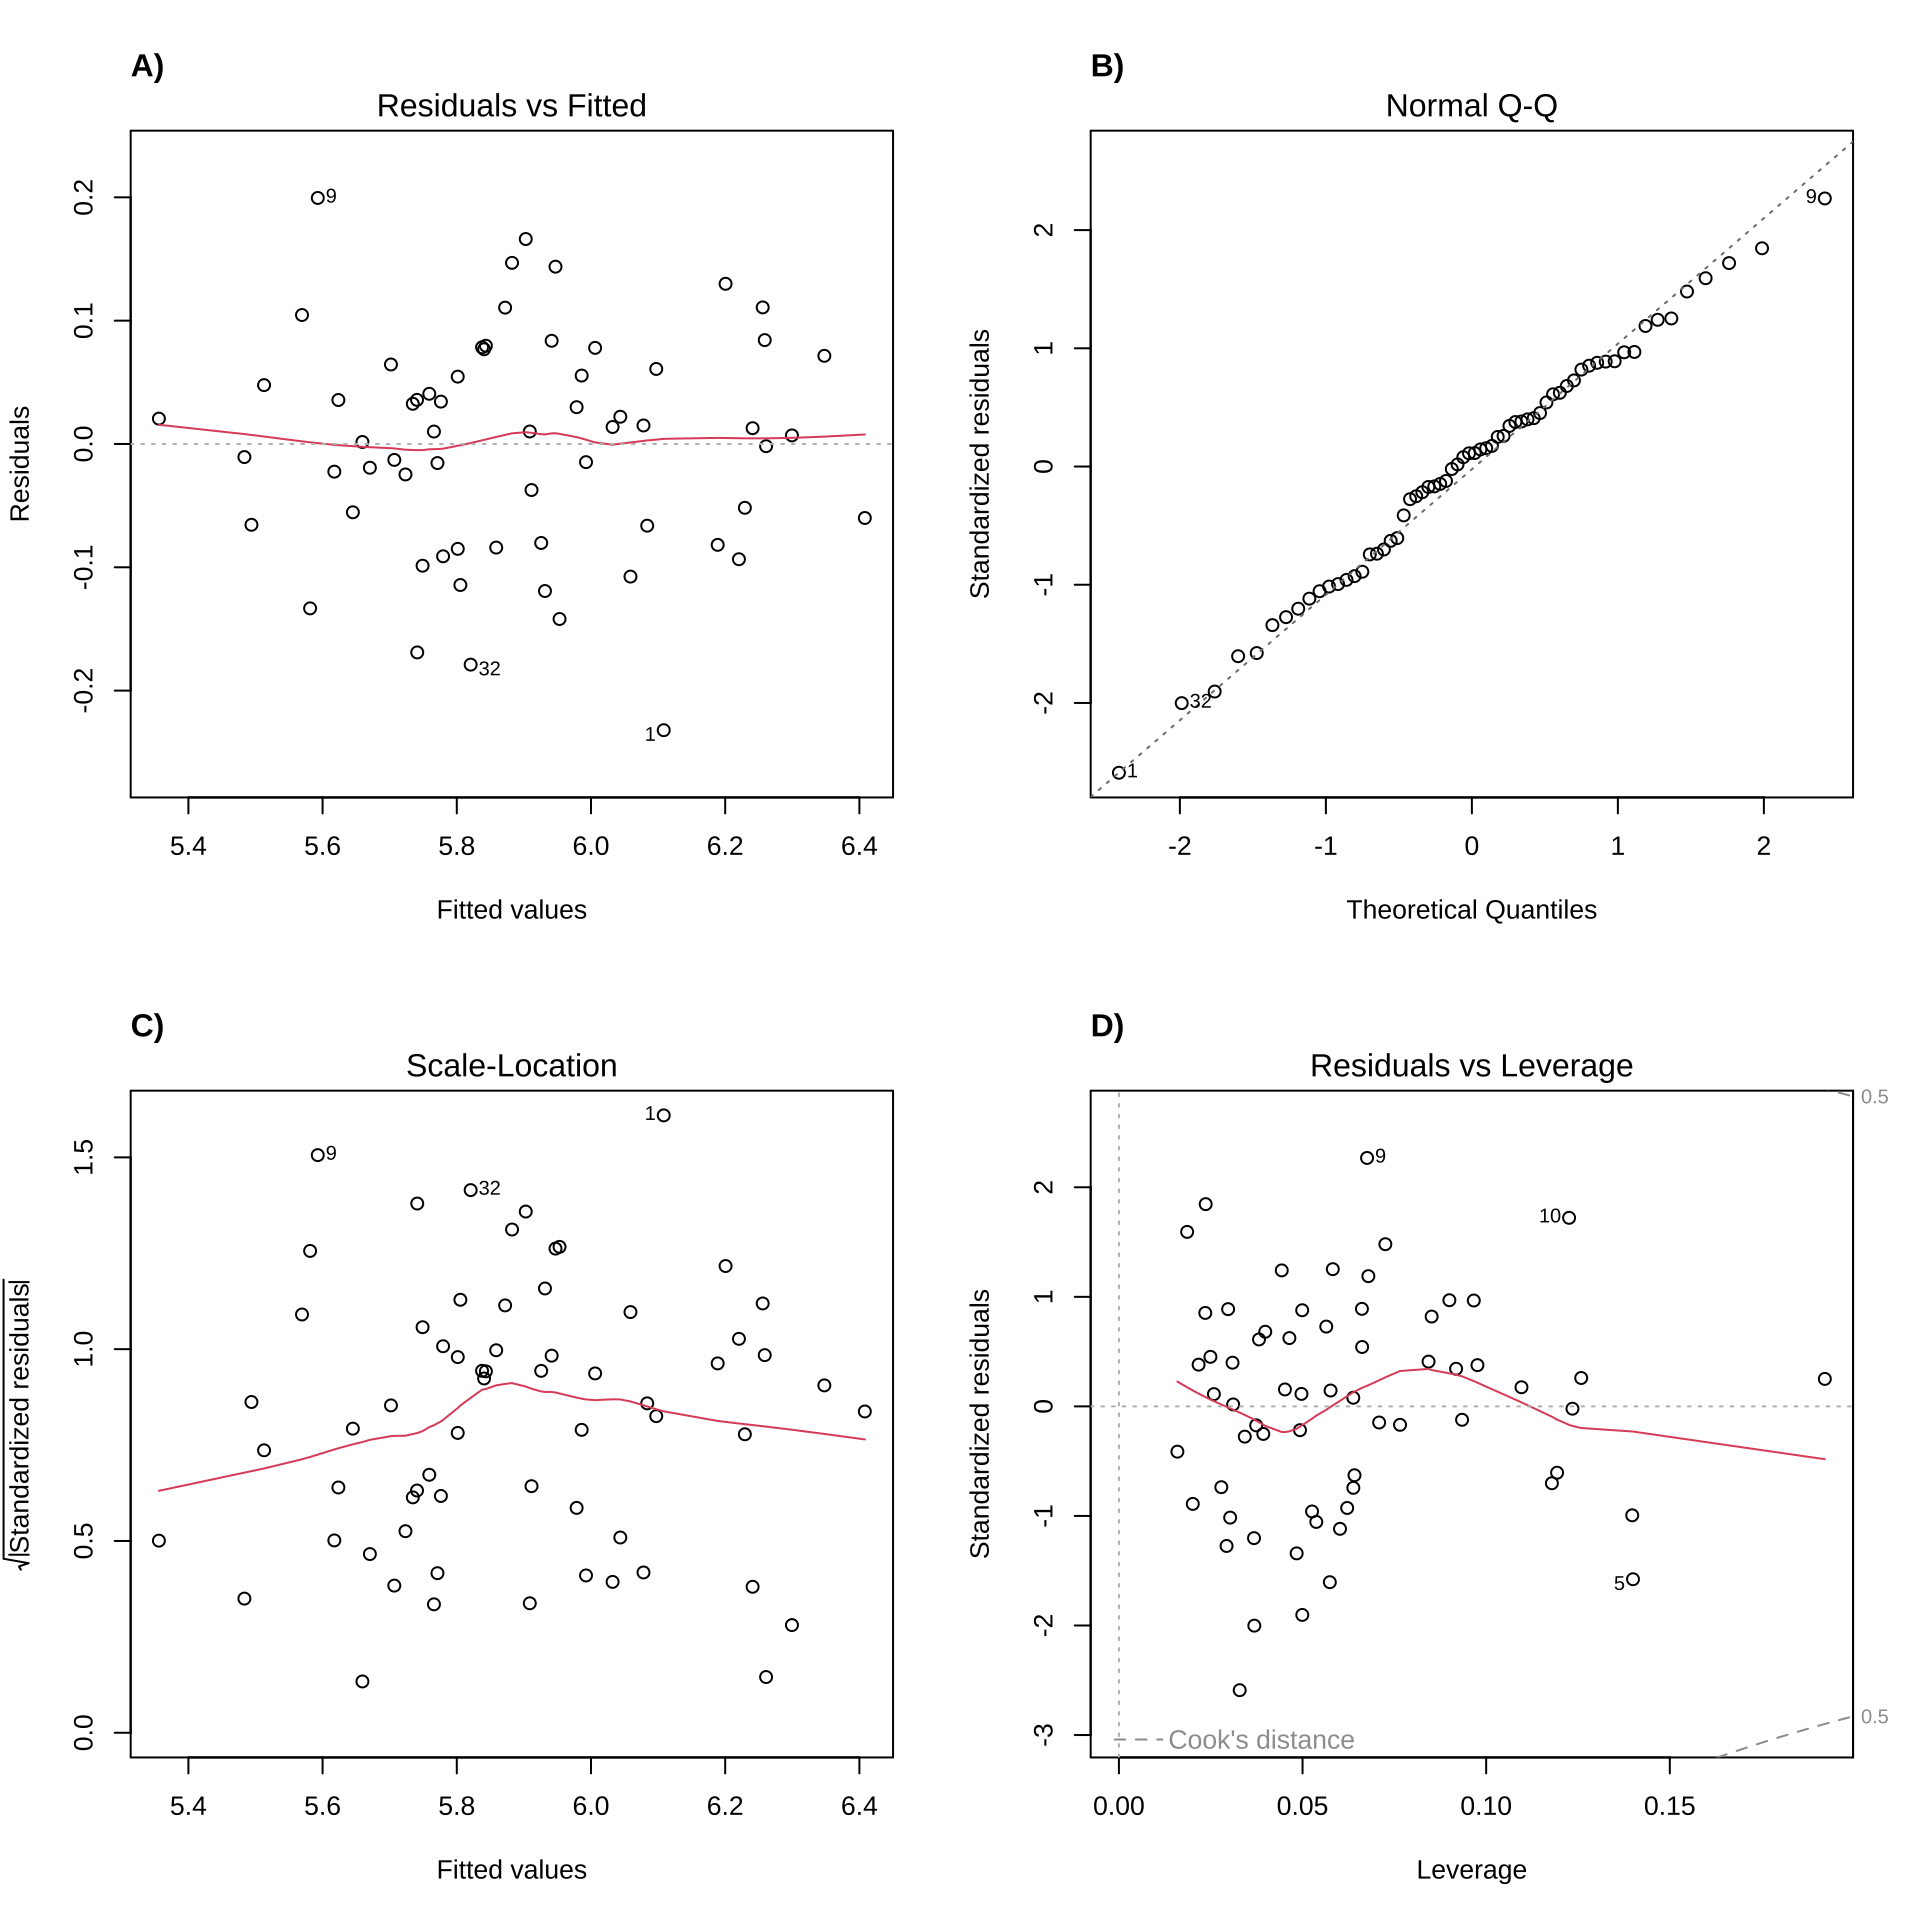 A)
Residuals vs Fitted
Residuals
0.2
0.1
0.0
-0.1
-0.2
9
32
1
5.4 5.6 5.8 6.0 6.2 6.4
Fitted values
B)
Normal Q-Q
Standardized residuals
2
1
0
-1
-2
9
32
1
-2 -1 0 1 2
Theoretical Quantiles
C)
Scale-Location
√|Standardized residuals|
1.5
1.0
0.5
0.0
1
9
32
5.4 5.6 5.8 6.0 6.2 6.4
Fitted values
D)
Residuals vs Leverage
Standardized residuals
2
1
0
-1
-2
-3
0.5
9
10
5
0.5
Cook's distance
0.00 0.05 0.10 0.15
Leverage